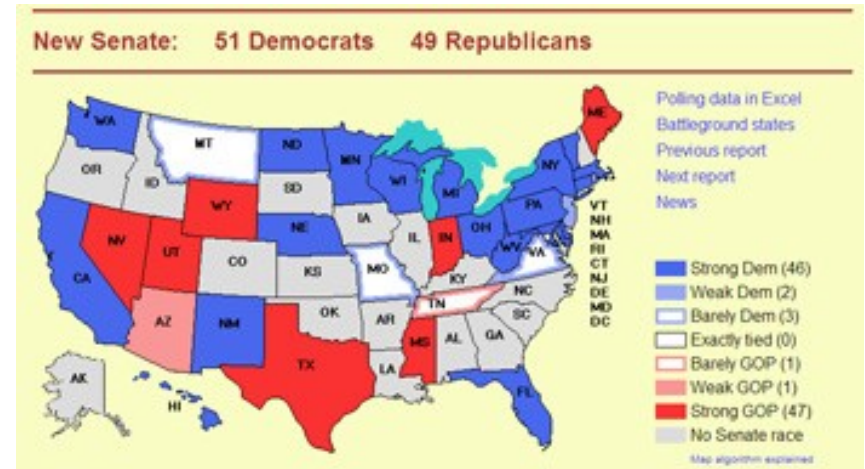 New Senate: 51 Democrats 49 Republicans
Polling data in Excel
Battleground states
Previous report
Next report
News
WA
MT
ND
MN
ME
OR
ID
SD
WI
MI
NY
WY
IA
PA
NE
OH
NV
UT
IL
IN
WV
VA
CO
CA
KS
MO
KY
NC
TN
AZ
NM
OK
AR
SC
MS
AL
GA
TX
LA
AK
HI
FL
VT
NH
MA
RI
CT
NJ
DE
MD
DC
Strong Dem (46)
Weak Dem (2)
Barely Dem (3)
Exactly tied (0)
Barely GOP (1)
Weak GOP (1)
Strong GOP (47)
No Senate race
Map algorithm explained